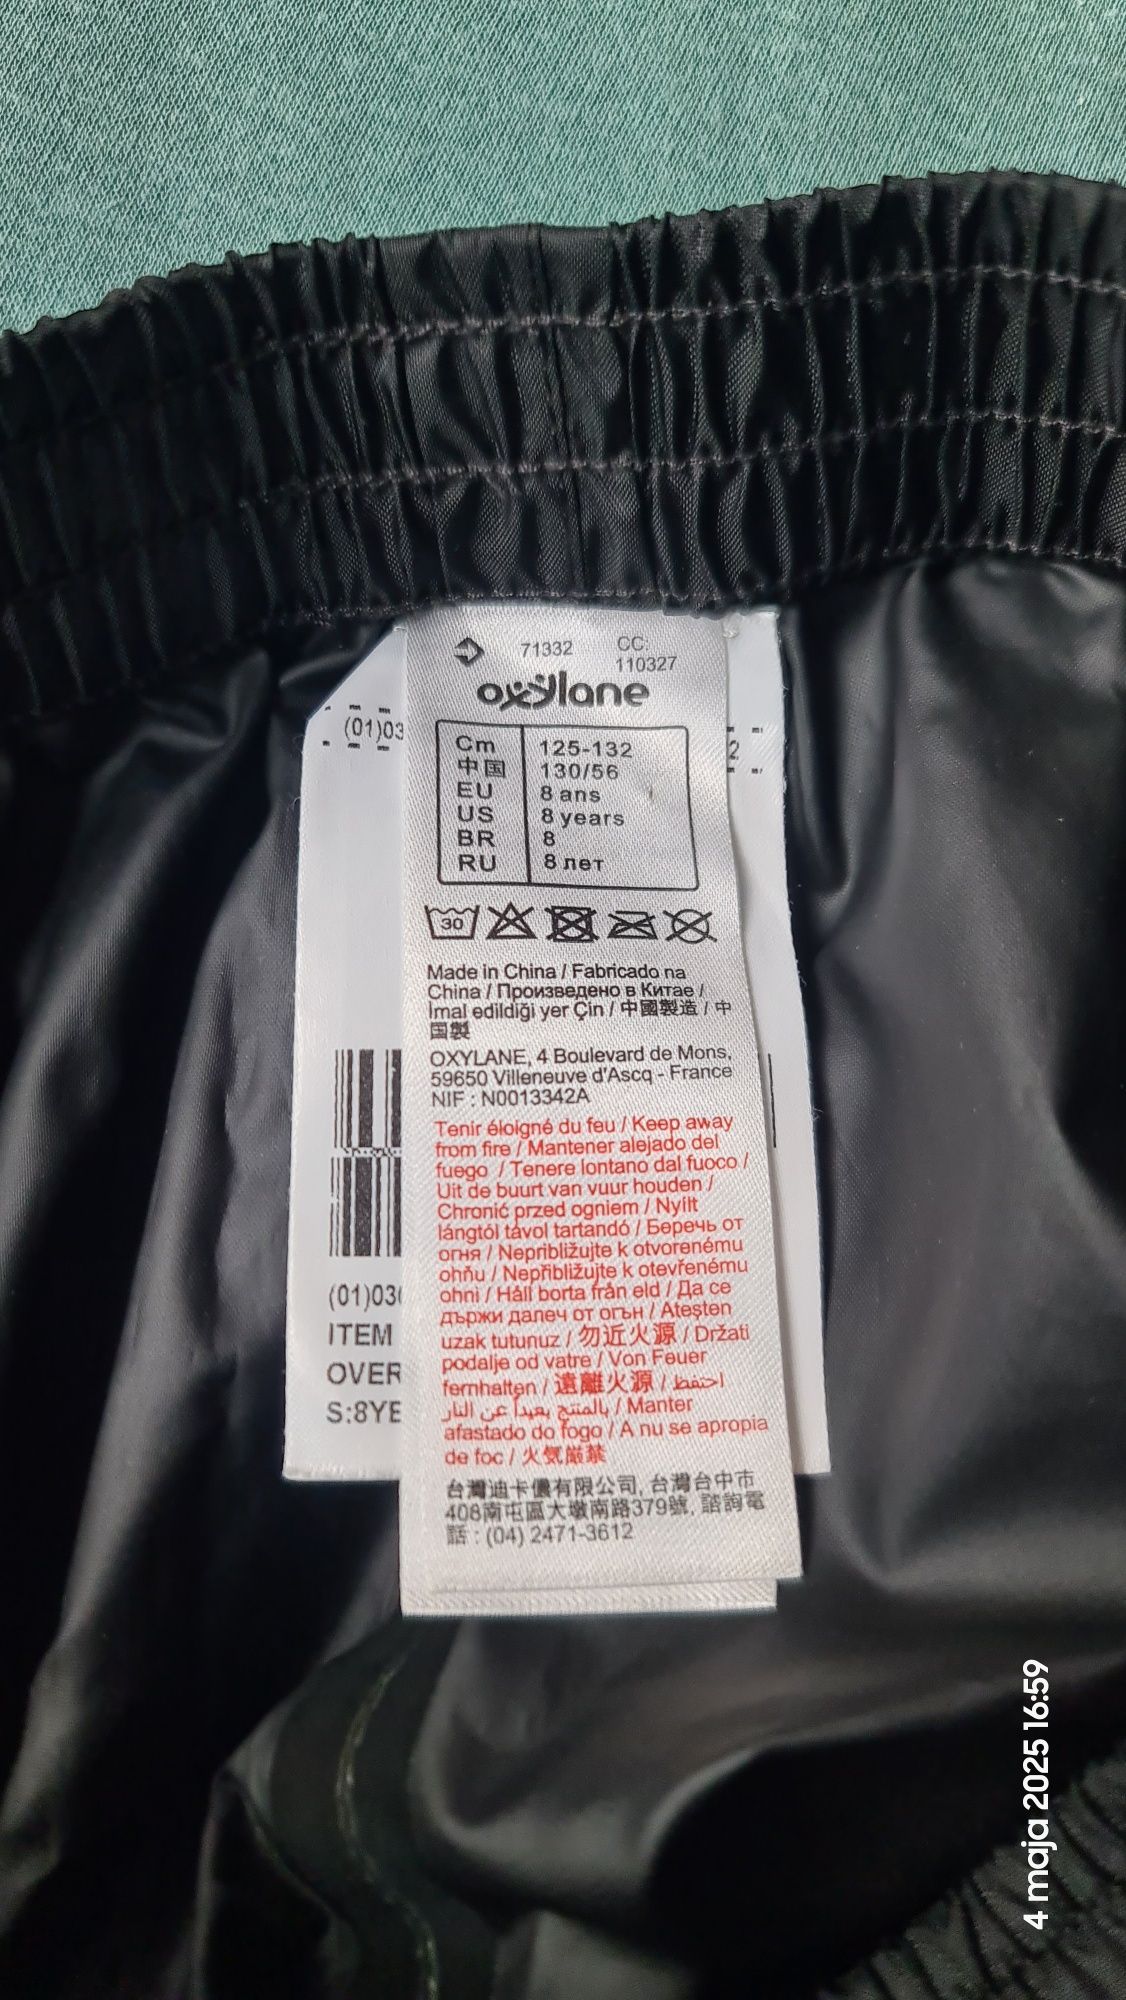 71332 CC:
110327
oxylane
Cm 125-132
中国 130/56
EU 8 ans
US 8 years
BR 8
RU 8 лет
30
Made in China / Fabricado na
China / Произведено в Китае /
İmal edildiği yer Çin / 中國製造 / 中
国製
OXYLANE, 4 Boulevard de Mons,
59650 Villeneuve d'Ascq - France
NIF : N0013342A
Tenir éloigné du feu / Keep away
from fire / Mantener alejado del
fuego / Tenere lontano dal fuoco /
Uit de buurt van vuur houden /
Chronić przed ogniem / Nyílt
lángtól távol tartandó / Беречь от
огня / Nepribližujte k otvorenému
ohňu / Nepřibližujte k otevřenému
ohni / Håll borta från eld / Да се
държи далеч от огън / Ateşten
uzak tutunuz / 勿近火源 / Držati
podalje od vatre / Von Feuer
fernhalten / 遠離火源 / احتفظ
بالمنتج بعيداً عن النار / Manter
afastado do fogo / A nu se apropia
de foc / 火気厳禁
台灣迪卡儂有限公司, 台灣台中市
408南屯區大墩南路379號, 諮詢電
話 : (04) 2471-3612
(01)03
2
(01)030
ITEM
OVER
S:8YE
4 maja 2025 16:59